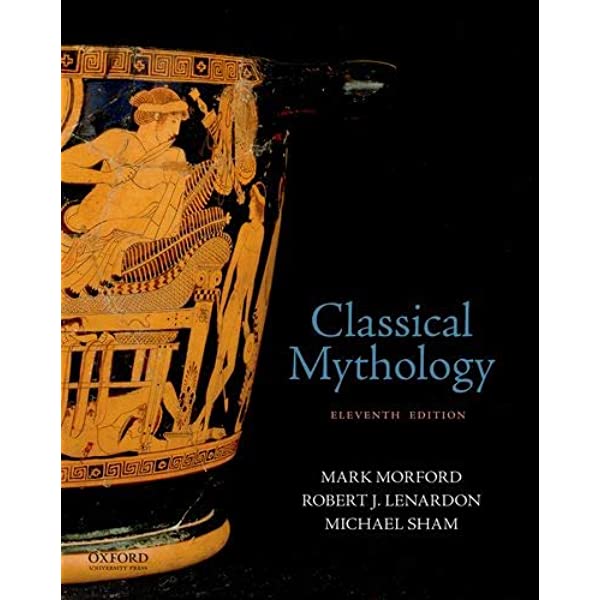 Classical
Mythology
ELEVENTH EDITION
MARK MORFORD
ROBERT J. LENARDON
MICHAEL SHAM
OXFORD
UNIVERSITY PRESS